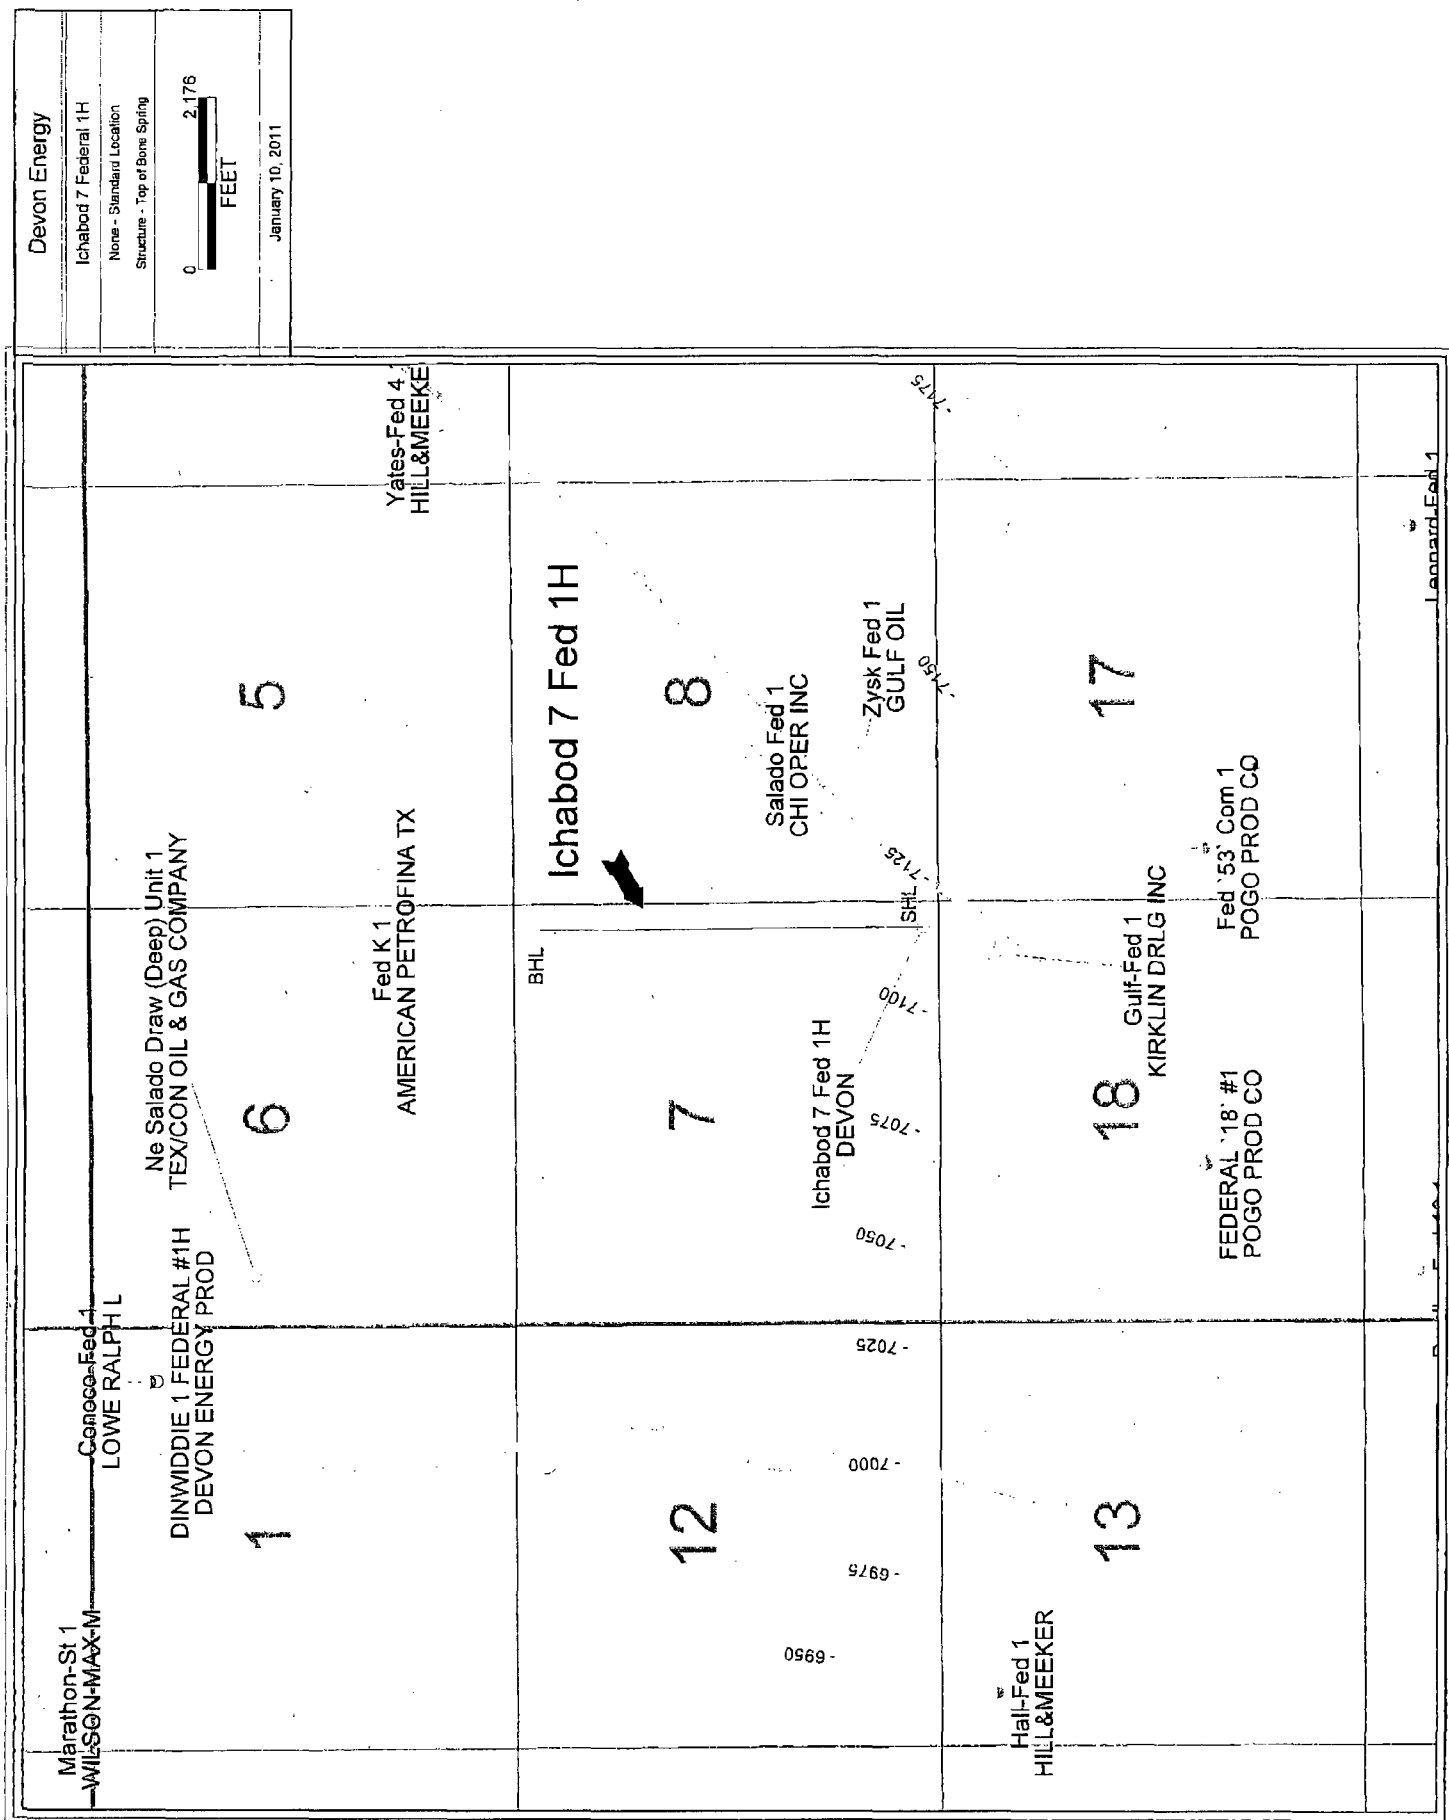 Devon Energy
Ichabod 7 Federal 1H
None - Standard Location
Structure - Top of Bone Spring
0
2,176
FEET
January 10, 2011
Marathon-St 1
WILSON MAX M
Conoco-Fed 1
LOWE RALPH L
DINWIDDIE 1 FEDERAL #1H
DEVON ENERGY PROD
Ne Salado Draw (Deep) Unit 1
TEX/CON OIL & GAS COMPANY
1
6
5
Fed K 1
AMERICAN PETROFINA TX
Yates-Fed 4
HILL&MEEKE
BHL
Ichabod 7 Fed 1H
12
7
8
Salado Fed 1
CHI OPER INC
Ichabod 7 Fed 1H
DEVON
Zysk Fed 1
GULF OIL
SHL
-6950
-6975
-7000
-7025
-7050
-7075
-7100
-7125
-7150
-7175
Hall-Fed 1
HILL&MEEKER
13
18
17
Gulf-Fed 1
KIRKLIN DRLG INC
FEDERAL `18` #1
POGO PROD CO
Fed `53` Com 1
POGO PROD CO
Leonard-Fed 1